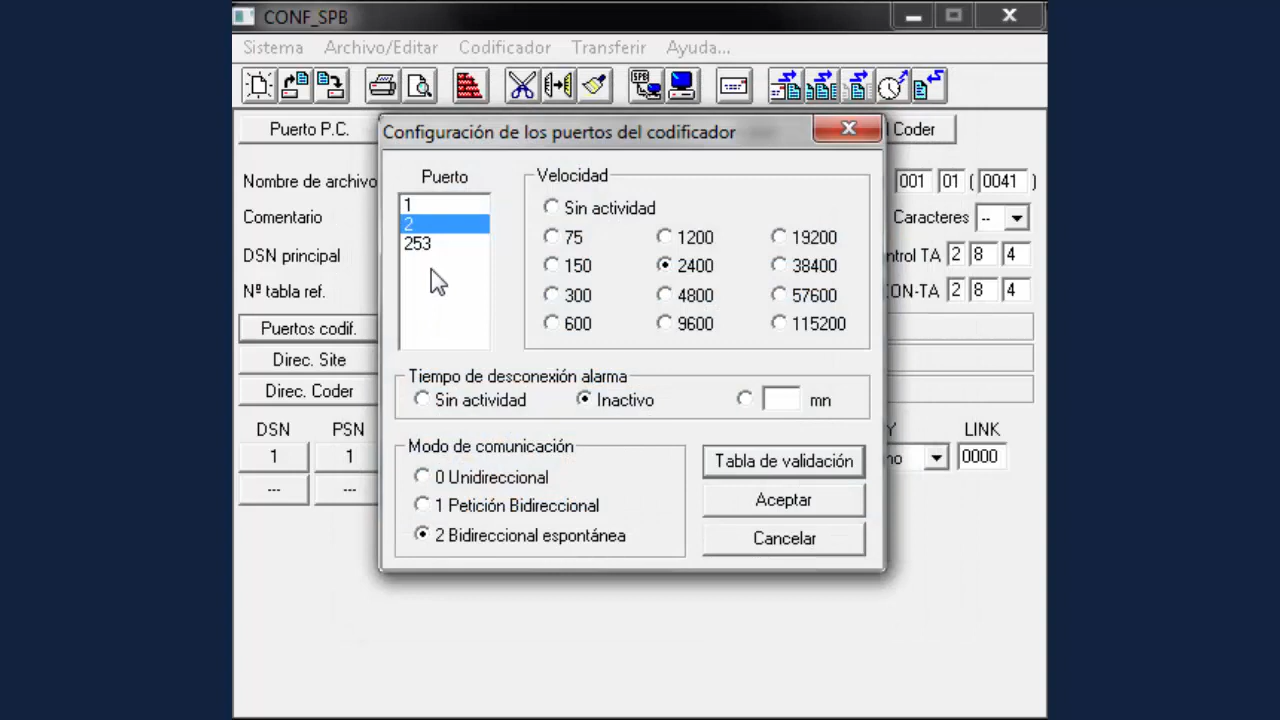 CONF_SPB
Sistema Archivo/Editar Codificador Transferir Ayuda...
SPB
Puerto P.C.
Coder
Configuración de los puertos del codificador
Nombre de archivo
001 01 ( 0041 )
Comentario
Caracteres --
DSN principal
ntrol TA 2 8 4
Nº tabla ref.
ON-TA 2 8 4
Puertos codif.
Direc. Site
Direc. Coder
DSN PSN
LINK
1 1
no 0000
--- ---
Puerto
1
2
253
Velocidad
Sin actividad
75 1200 19200
150 2400 38400
300 4800 57600
600 9600 115200
Tiempo de desconexión alarma
Sin actividad Inactivo mn
Modo de comunicación
0 Unidireccional
1 Petición Bidireccional
2 Bidireccional espontánea
Tabla de validación
Aceptar
Cancelar